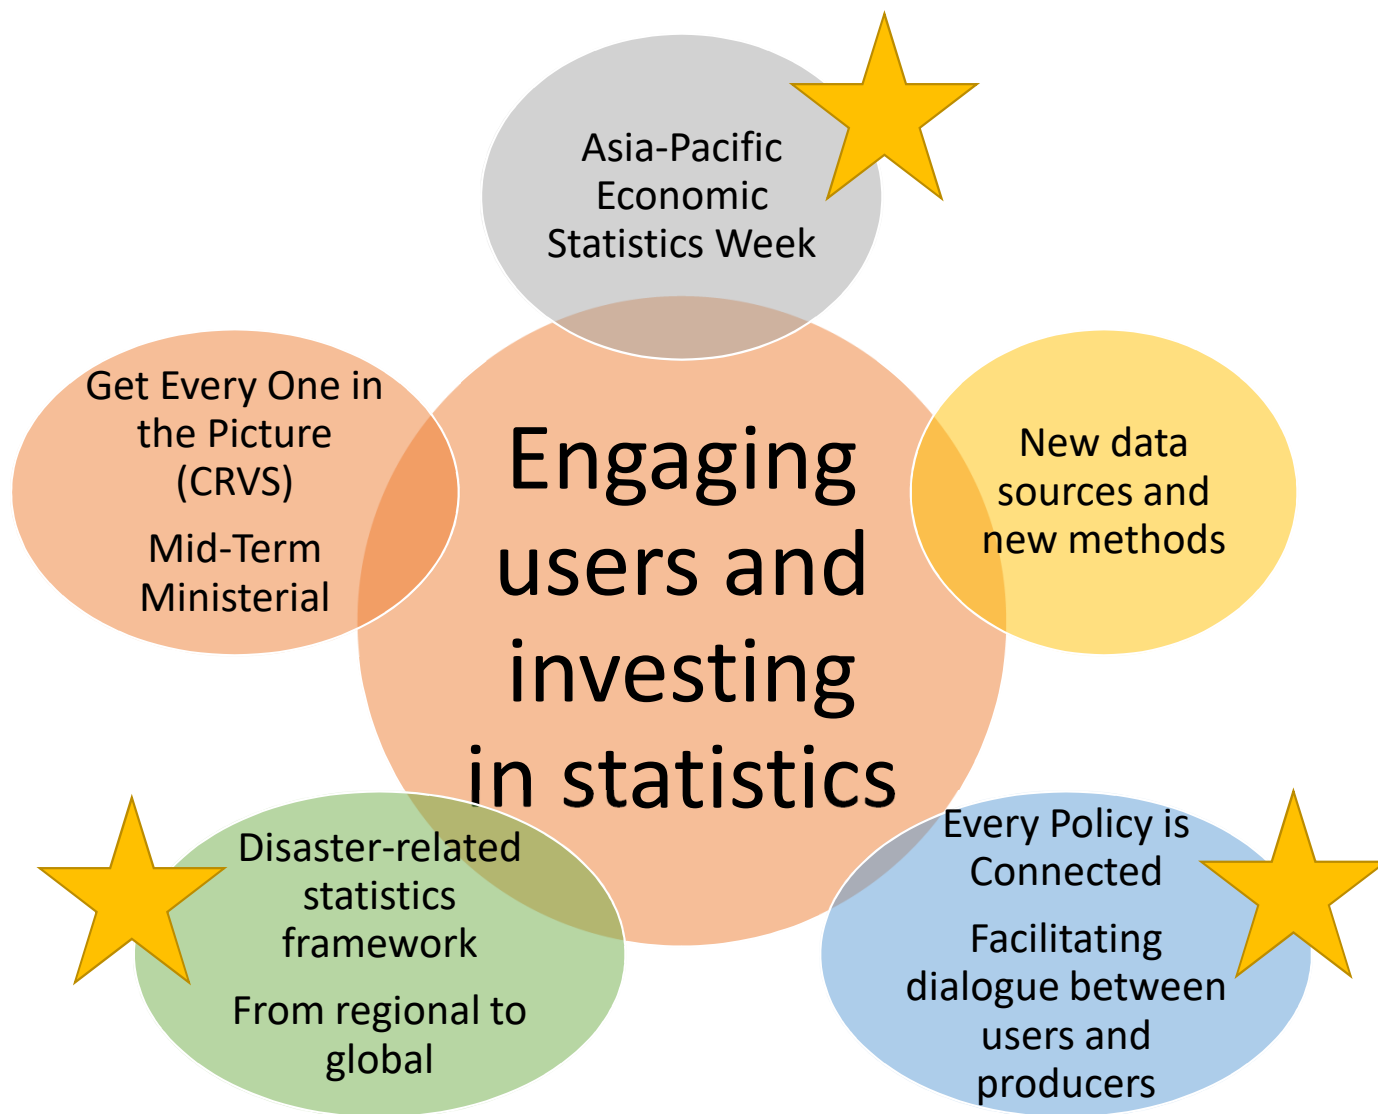 Asia-Pacific
Economic
Statistics Week
Get Every One in
the Picture
(CRVS)
Mid-Term
Ministerial
Engaging
users and
investing
in statistics
New data
sources and
new methods
Disaster-related
statistics
framework
From regional to
global
Every Policy is
Connected
Facilitating
dialogue between
users and
producers